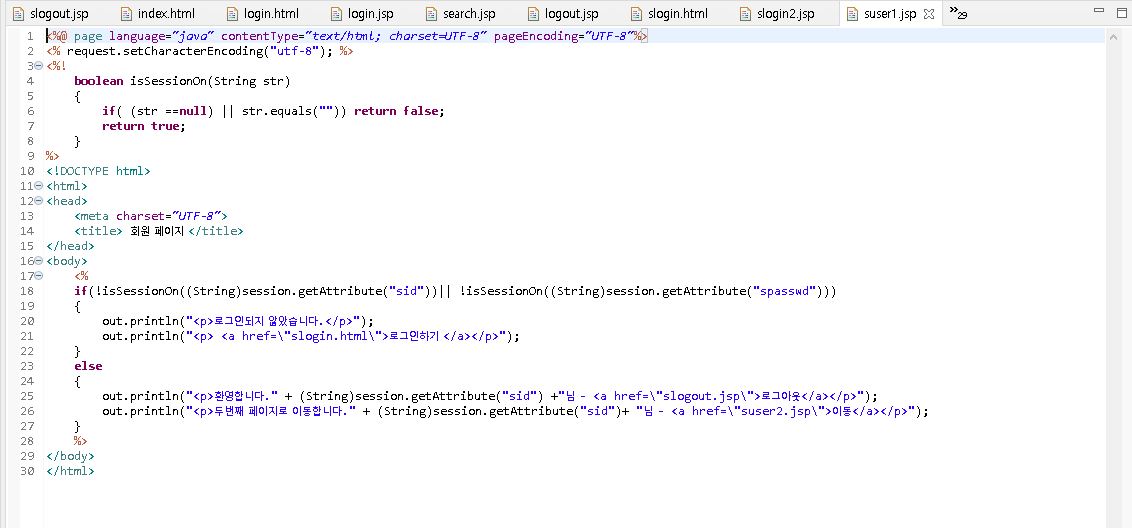 slogout.jsp index.html login.html login.jsp search.jsp logout.jsp slogin.html slogin2.jsp suser1.jsp »29
1 <%@ page language="java" contentType="text/html; charset=UTF-8" pageEncoding="UTF-8"%>
2 <% request.setCharacterEncoding("utf-8"); %>
3 <%!
4 boolean isSessionOn(String str)
5 {
6 if( (str ==null) || str.equals("")) return false;
7 return true;
8 }
9 %>
10 <!DOCTYPE html>
11 <html>
12 <head>
13 <meta charset="UTF-8">
14 <title> 회원 페이지 </title>
15 </head>
16 <body>
17 <%
18 if(!isSessionOn((String)session.getAttribute("sid"))|| !isSessionOn((String)session.getAttribute("spasswd")))
19 {
20 out.println("<p>로그인되지 않았습니다.</p>");
21 out.println("<p> <a href=\"slogin.html\">로그인하기 </a></p>");
22 }
23 else
24 {
25 out.println("<p>환영합니다." + (String)session.getAttribute("sid") +"님 - <a href=\"slogout.jsp\">로그아웃</a></p>");
26 out.println("<p>두번째 페이지로 이동합니다." + (String)session.getAttribute("sid")+ "님 - <a href=\"suser2.jsp\">이동</a></p>");
27 }
28 %>
29 </body>
30 </html>